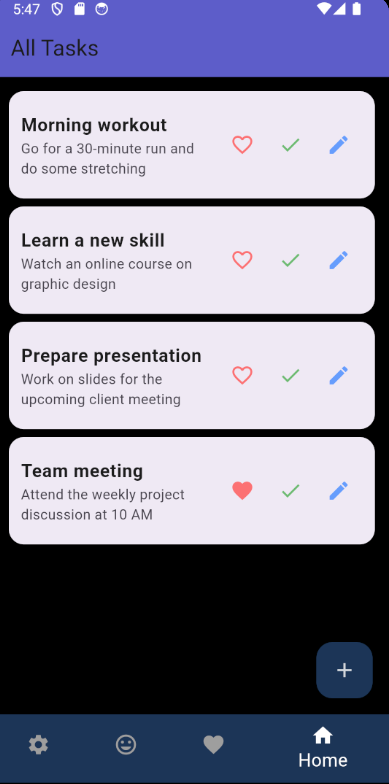 5:47
All Tasks
Morning workout
Go for a 30-minute run and
do some stretching
Learn a new skill
Watch an online course on
graphic design
Prepare presentation
Work on slides for the
upcoming client meeting
Team meeting
Attend the weekly project
discussion at 10 AM
Home